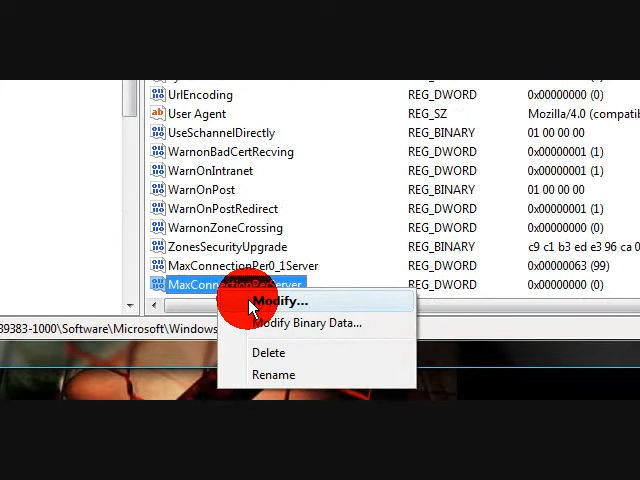 UrlEncoding REG_DWORD 0x00000000 (0)
User Agent REG_SZ Mozilla/4.0 (compatib
UseSchannelDirectly REG_BINARY 01 00 00 00
WarnonBadCertRecving REG_DWORD 0x00000001 (1)
WarnOnIntranet REG_DWORD 0x00000001 (1)
WarnOnPost REG_BINARY 01 00 00 00
WarnOnPostRedirect REG_DWORD 0x00000001 (1)
WarnonZoneCrossing REG_DWORD 0x00000000 (0)
ZonesSecurityUpgrade REG_BINARY c9 c1 b3 ed e3 96 ca 0
MaxConnectionPer0_1Server REG_DWORD 0x00000063 (99)
MaxConnectionPerServer REG_DWORD 0x00000000 (0)
Modify...
Modify Binary Data...
Delete
Rename
39383-1000\Software\Microsoft\Windows